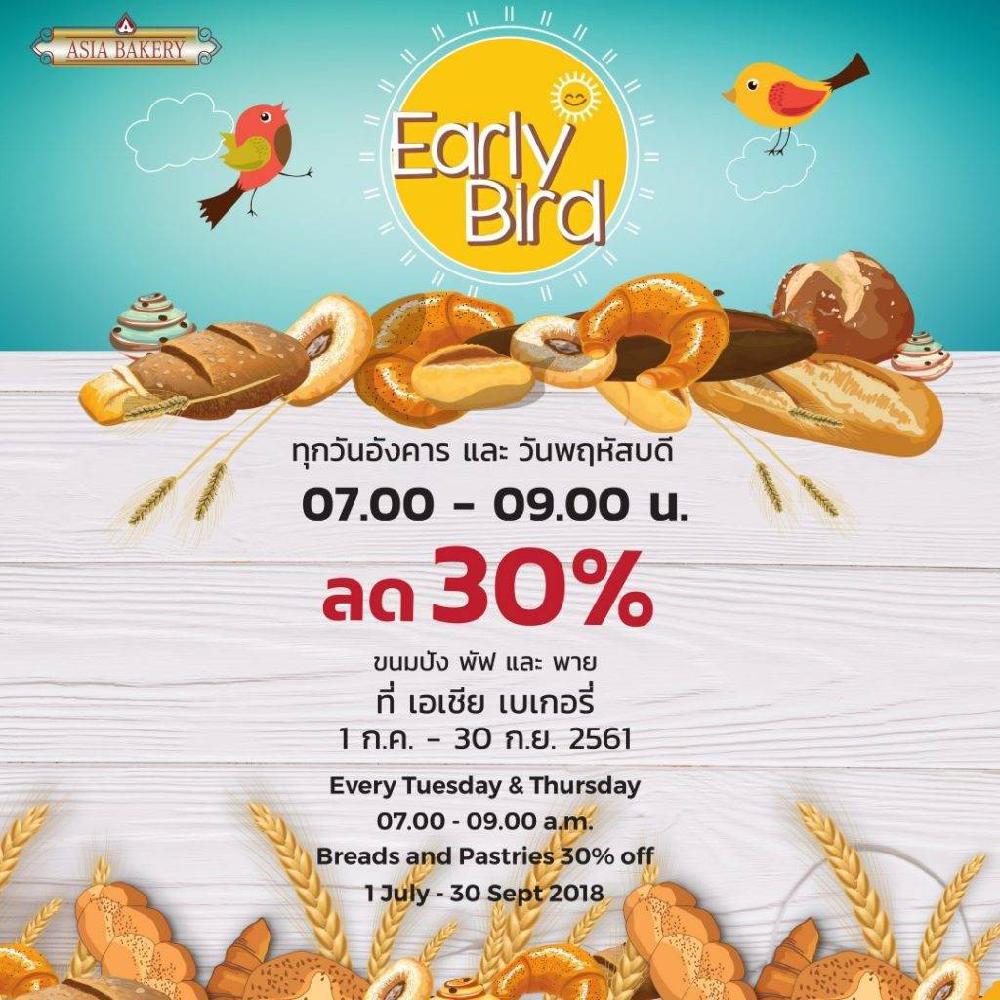 ASIA BAKERY
Early
Bird
ทุกวันอังคาร และ วันพฤหัสบดี
07.00 - 09.00 น.
ลด 30%
ขนมปัง พัฟ และ พาย
ที่ เอเชีย เบเกอรี่
1 ก.ค. - 30 ก.ย. 2561
Every Tuesday & Thursday
07.00 - 09.00 a.m.
Breads and Pastries 30% off
1 July - 30 Sept 2018